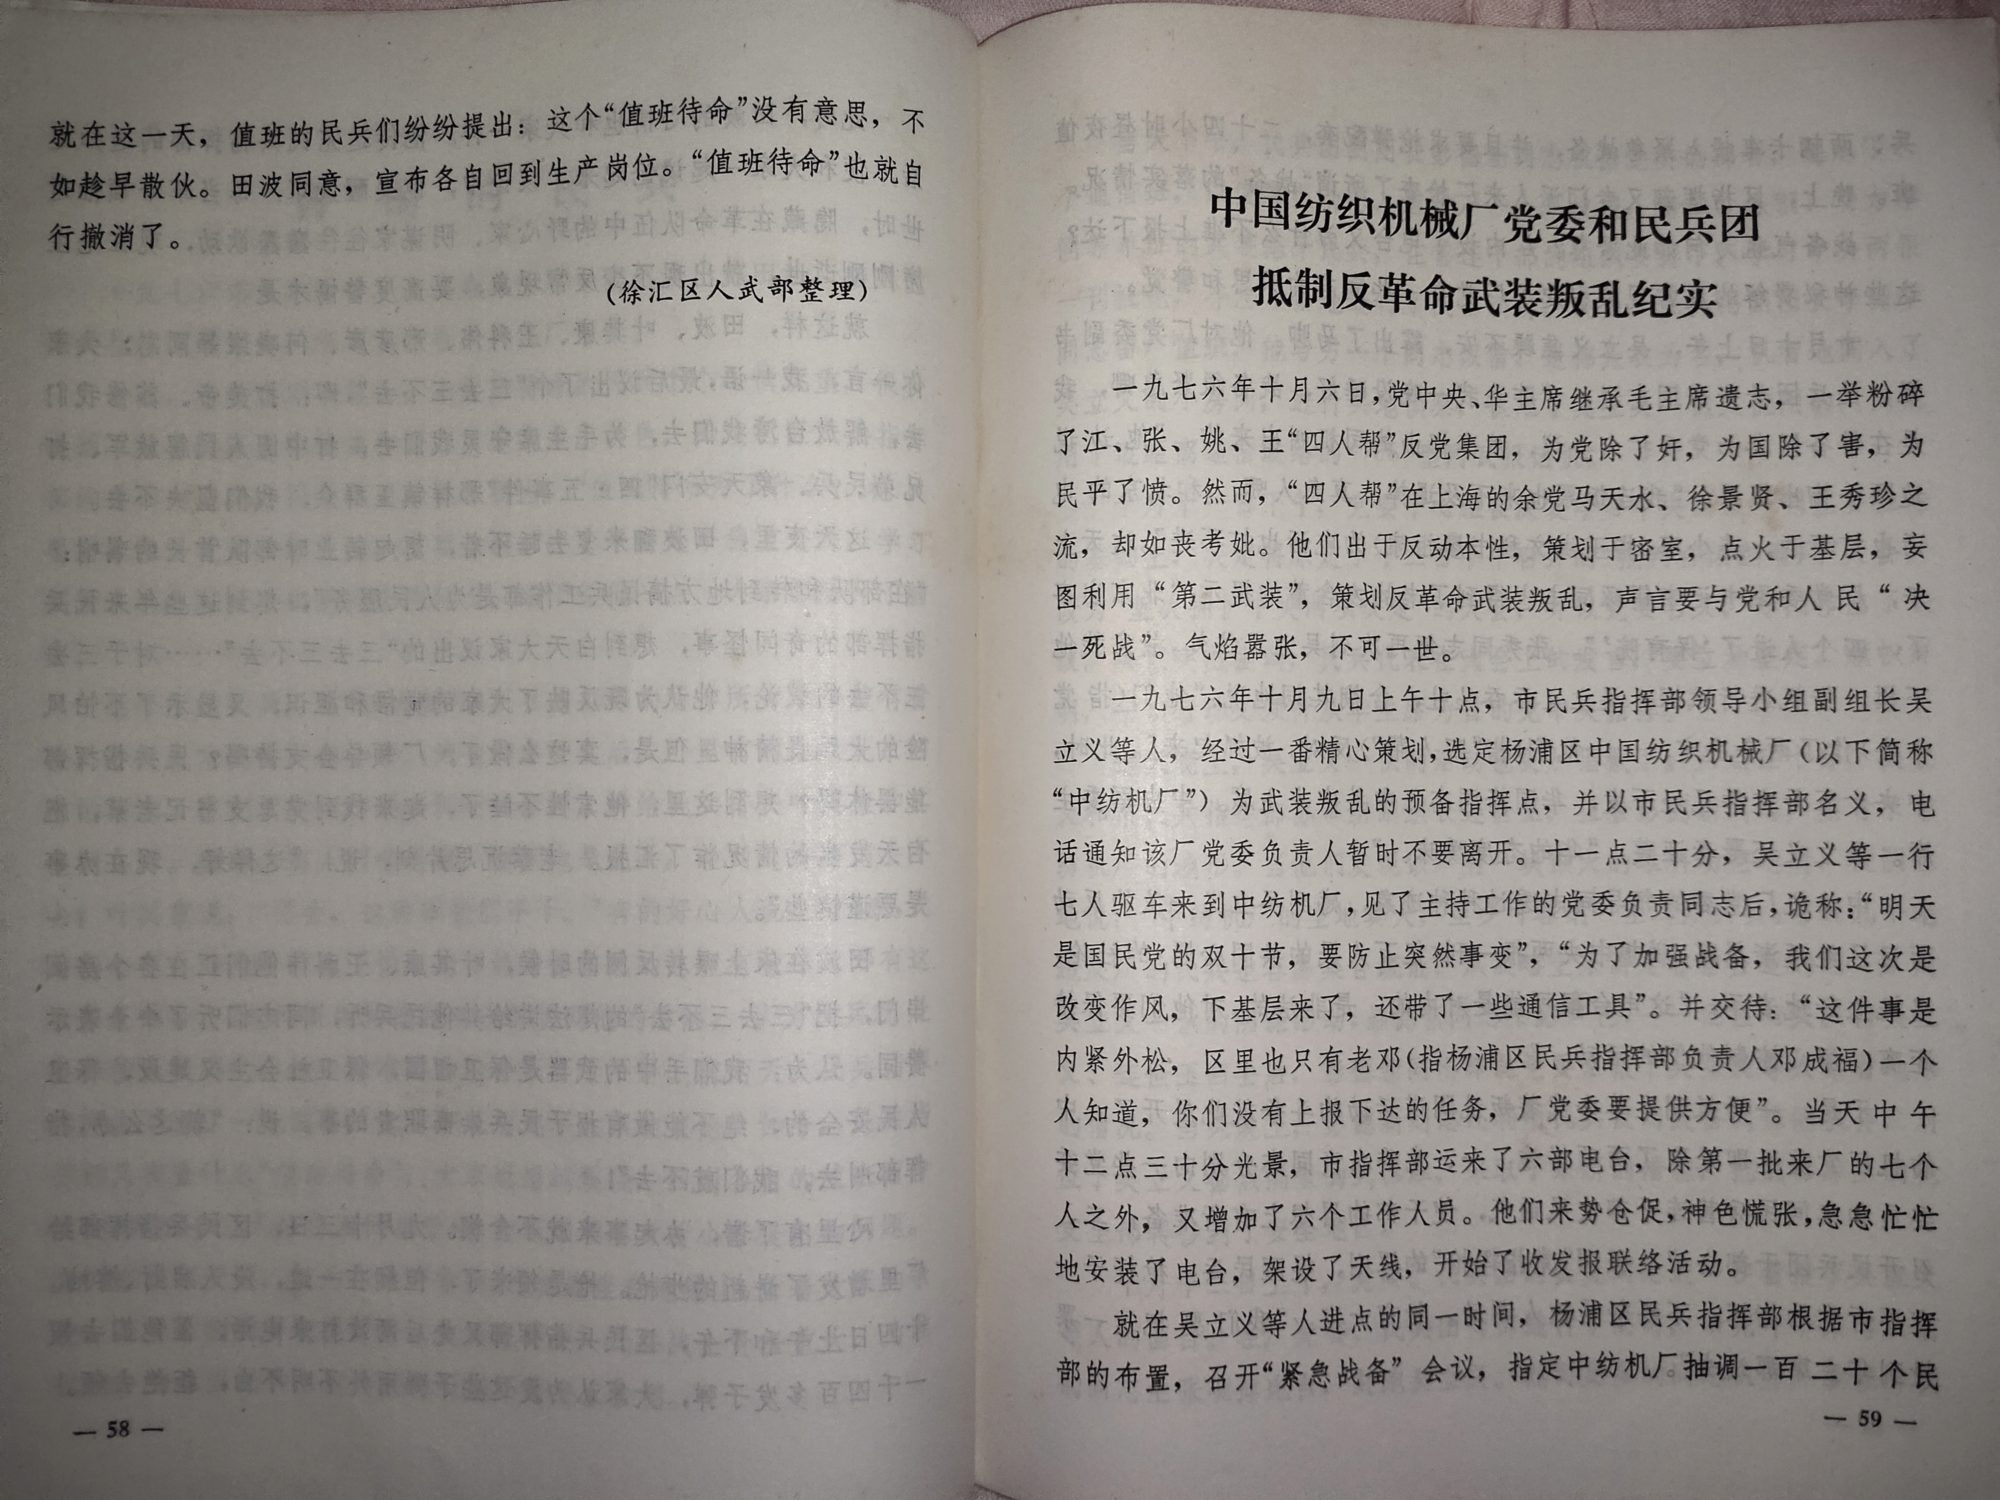 就在这一天，值班的民兵们纷纷提出：这个“值班待命”没有意思，不
如趁早散伙。田波同意，宣布各自回到生产岗位。“值班待命”也就自
行撤消了。
（徐汇区人武部整理）
— 58 —
中国纺织机械厂党委和民兵团
抵制反革命武装叛乱纪实
一九七六年十月六日，党中央、华主席继承毛主席遗志，一举粉碎
了江、张、姚、王“四人帮”反党集团，为党除了奸，为国除了害，为
民平了愤。然而，“四人帮”在上海的余党马天水、徐景贤、王秀珍之
流，却如丧考妣。他们出于反动本性，策划于密室，点火于基层，妄
图利用“第二武装”，策划反革命武装叛乱，声言要与党和人民“决
一死战”。气焰嚣张，不可一世。
一九七六年十月九日上午十点，市民兵指挥部领导小组副组长吴
立义等人，经过一番精心策划，选定杨浦区中国纺织机械厂（以下简称
“中纺机厂”）为武装叛乱的预备指挥点，并以市民兵指挥部名义，电
话通知该厂党委负责人暂时不要离开。十一点二十分，吴立义等一行
七人驱车来到中纺机厂，见了主持工作的党委负责同志后，诡称：“明天
是国民党的双十节，要防止突然事变”，“为了加强战备，我们这次是
改变作风，下基层来了，还带了一些通信工具”。并交待：“这件事是
内紧外松，区里也只有老邓（指杨浦区民兵指挥部负责人邓成福）一个
人知道，你们没有上报下达的任务，厂党委要提供方便”。当天中午
十二点三十分光景，市指挥部运来了六部电台，除第一批来厂的七个
人之外，又增加了六个工作人员。他们来势仓促，神色慌张，急急忙忙
地安装了电台，架设了天线，开始了收发报联络活动。
就在吴立义等人进点的同一时间，杨浦区民兵指挥部根据市指挥
部的布置，召开“紧急战备”会议，指定中纺机厂抽调一百二十个民
— 59 —